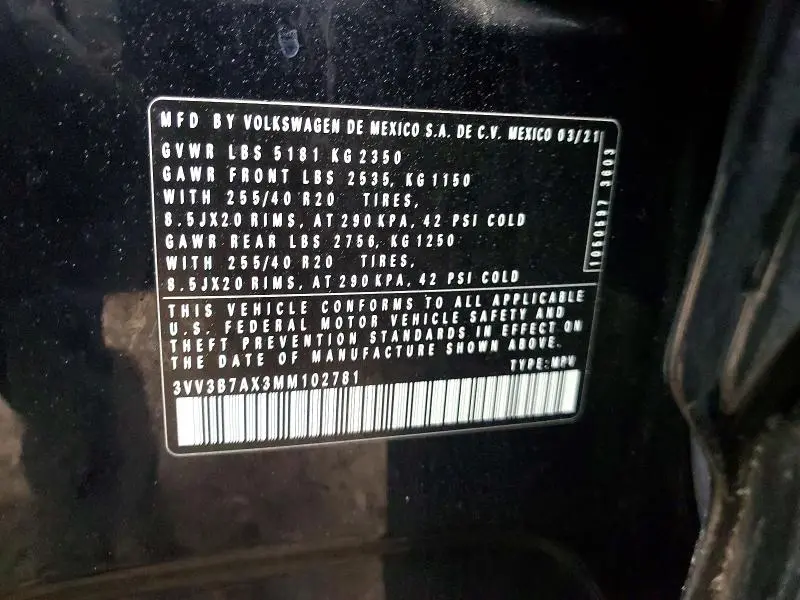 MFD BY VOLKSWAGEN DE MEXICO S.A. DE C.V. MEXICO 03/21
GVWR LBS 5181 KG 2350
GAWR FRONT LBS 2535, KG 1150
WITH 255/40 R20 TIRES,
8.5JX20 RIMS, AT 290 KPA, 42 PSI COLD
GAWR REAR LBS 2756, KG 1250
WITH 255/40 R20 TIRES,
8.5JX20 RIMS, AT 290 KPA, 42 PSI COLD
1050597 3603
THIS VEHICLE CONFORMS TO ALL APPLICABLE
U.S. FEDERAL MOTOR VEHICLE SAFETY AND
THEFT PREVENTION STANDARDS IN EFFECT ON
THE DATE OF MANUFACTURE SHOWN ABOVE.
TYPE: MPV
3VV3B7AX3MM102781